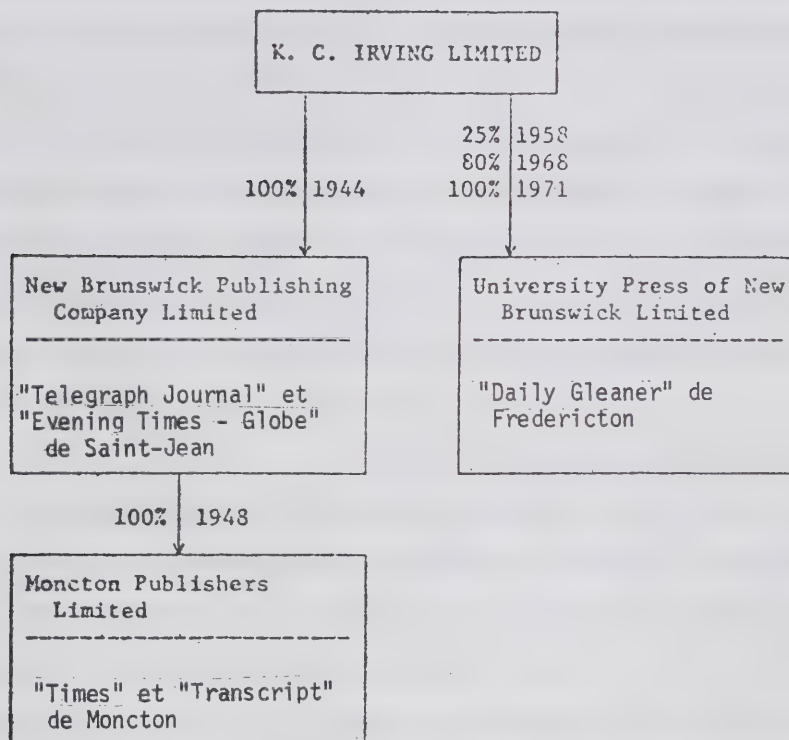 K. C. IRVING LIMITED
100% 1944
25% 1958
80% 1968
100% 1971
New Brunswick Publishing
Company Limited
"Telegraph Journal" et
"Evening Times - Globe"
de Saint-Jean
University Press of New
Brunswick Limited
"Daily Gleaner" de
Fredericton
100% 1948
Moncton Publishers
Limited
"Times" et "Transcript"
de Moncton